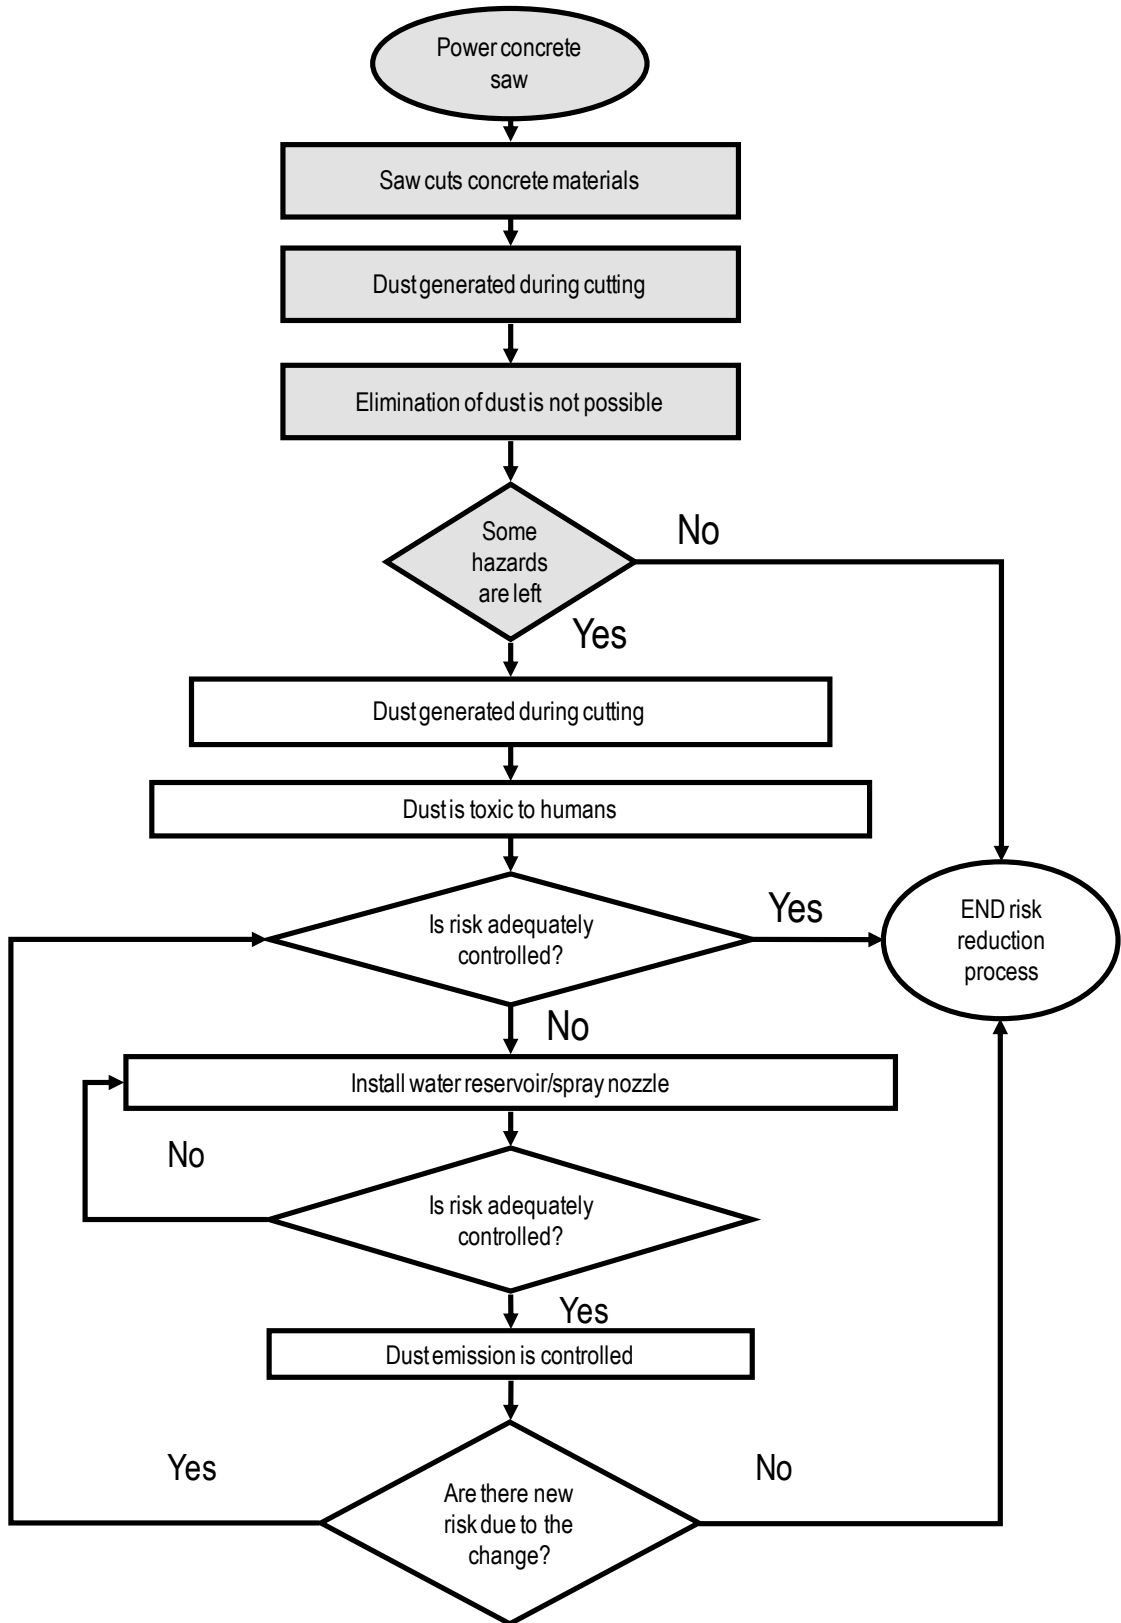 Power concrete
saw
Saw cuts concrete materials
Dust generated during cutting
Elimination of dust is not possible
Some
hazards
are left
No
Yes
Dust generated during cutting
Dust is toxic to humans
Is risk adequately
controlled?
Yes
END risk
reduction
process
No
Install water reservoir/spray nozzle
No
Is risk adequately
controlled?
Yes
Dust emission is controlled
Yes
No
Are there new
risk due to the
change?